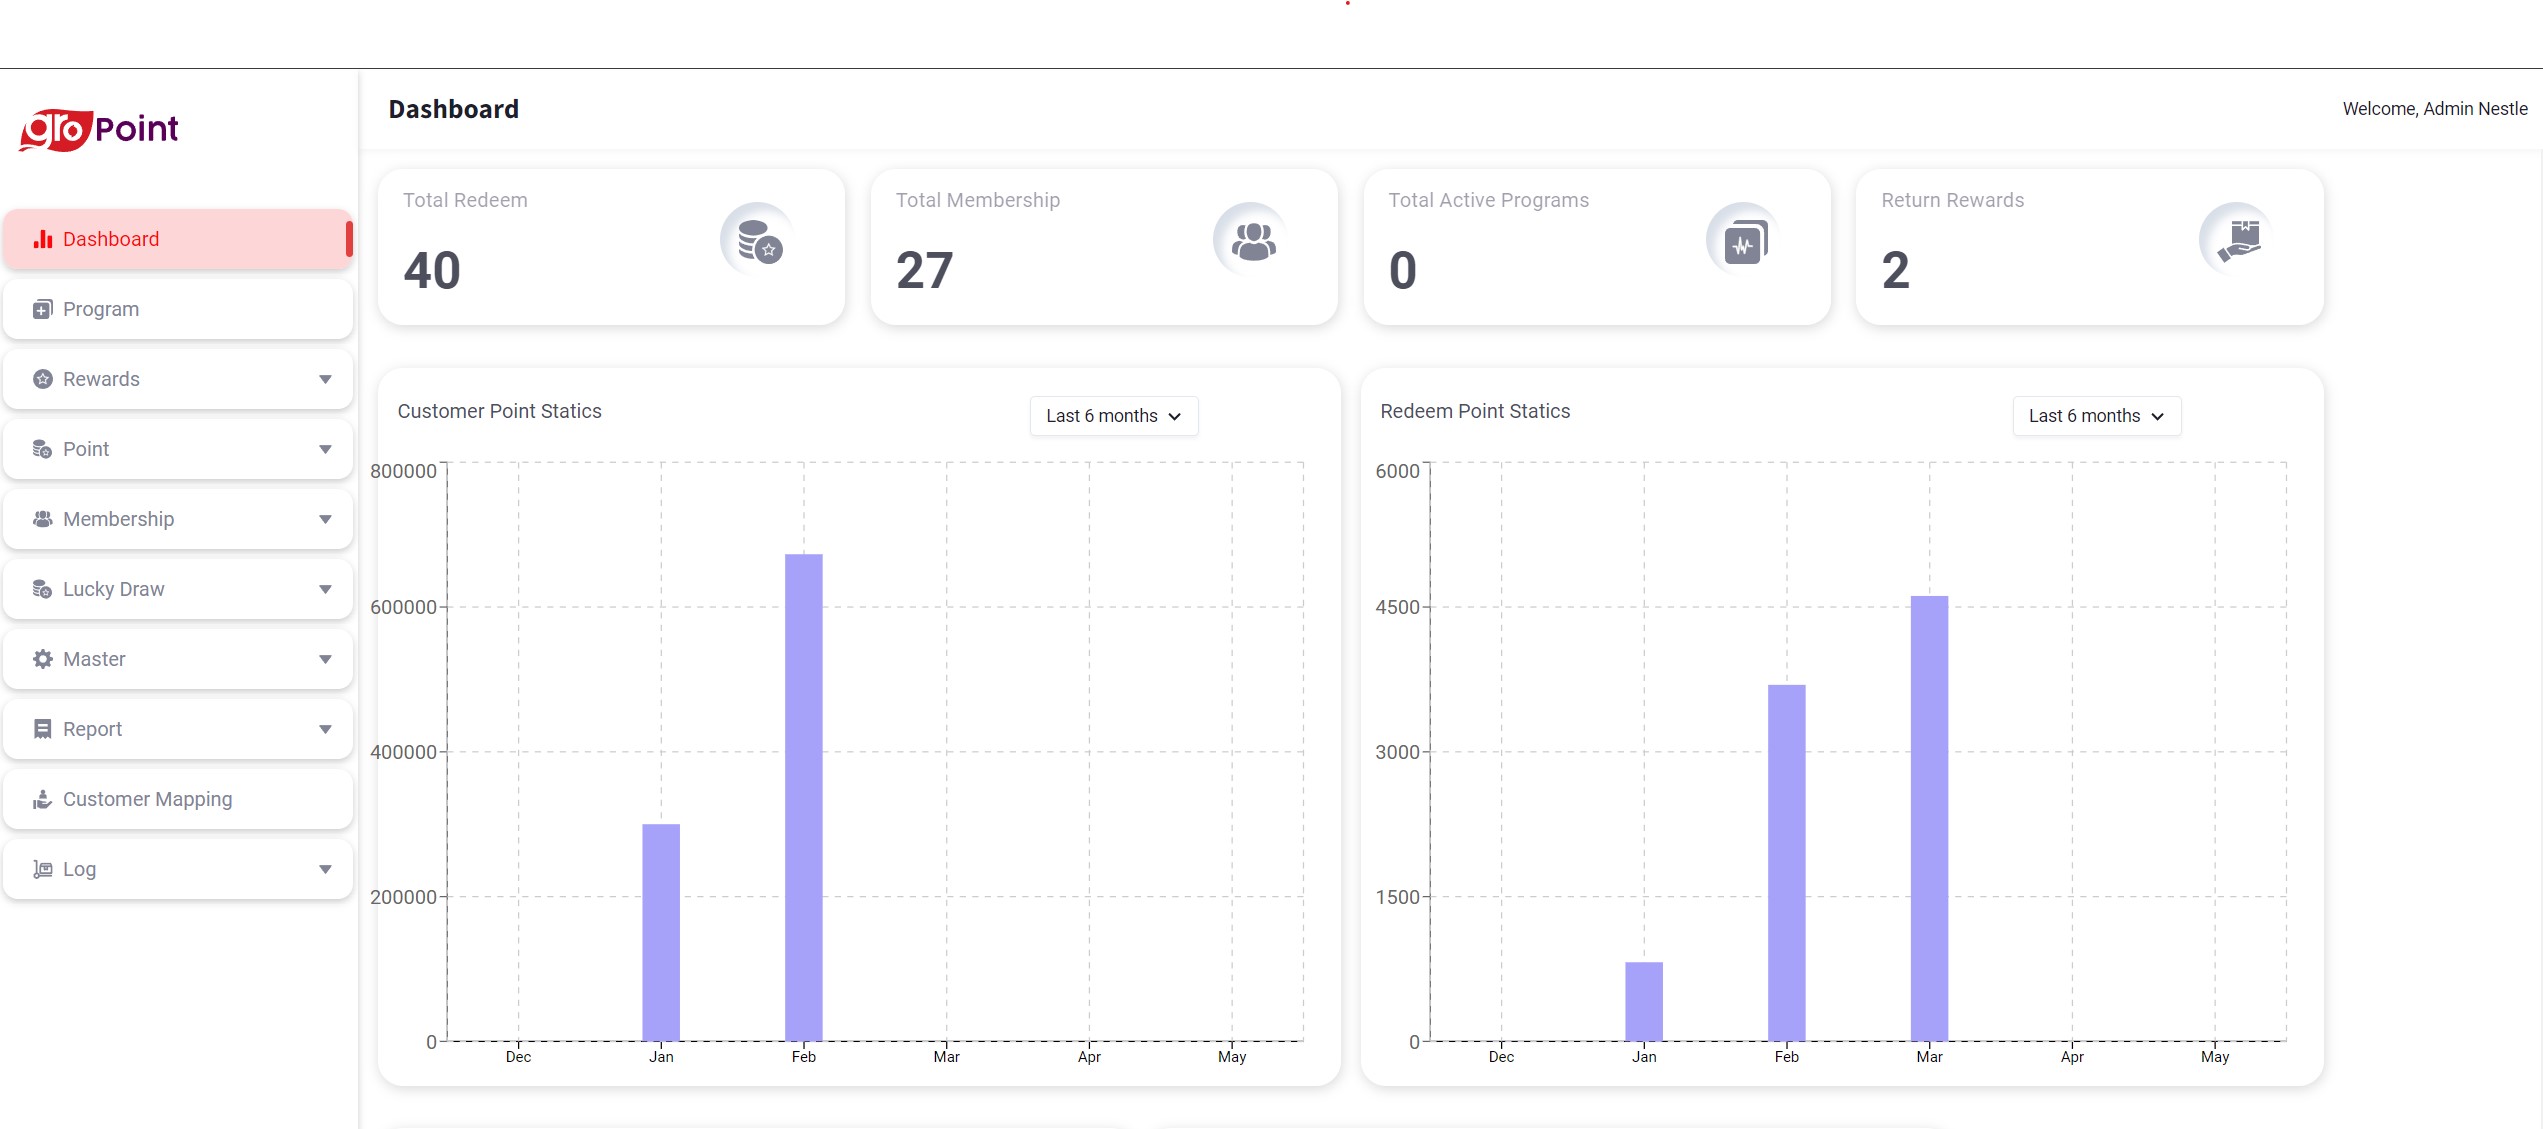 gro Point
Dashboard
Welcome, Admin Nestle
Dashboard
Program
Rewards
Point
Membership
Lucky Draw
Master
Report
Customer Mapping
Log
Total Redeem
40
Total Membership
27
Total Active Programs
0
Return Rewards
2
Customer Point Statics
Last 6 months
800000
600000
400000
200000
0
Dec Jan Feb Mar Apr May
Redeem Point Statics
Last 6 months
6000
4500
3000
1500
0
Dec Jan Feb Mar Apr May